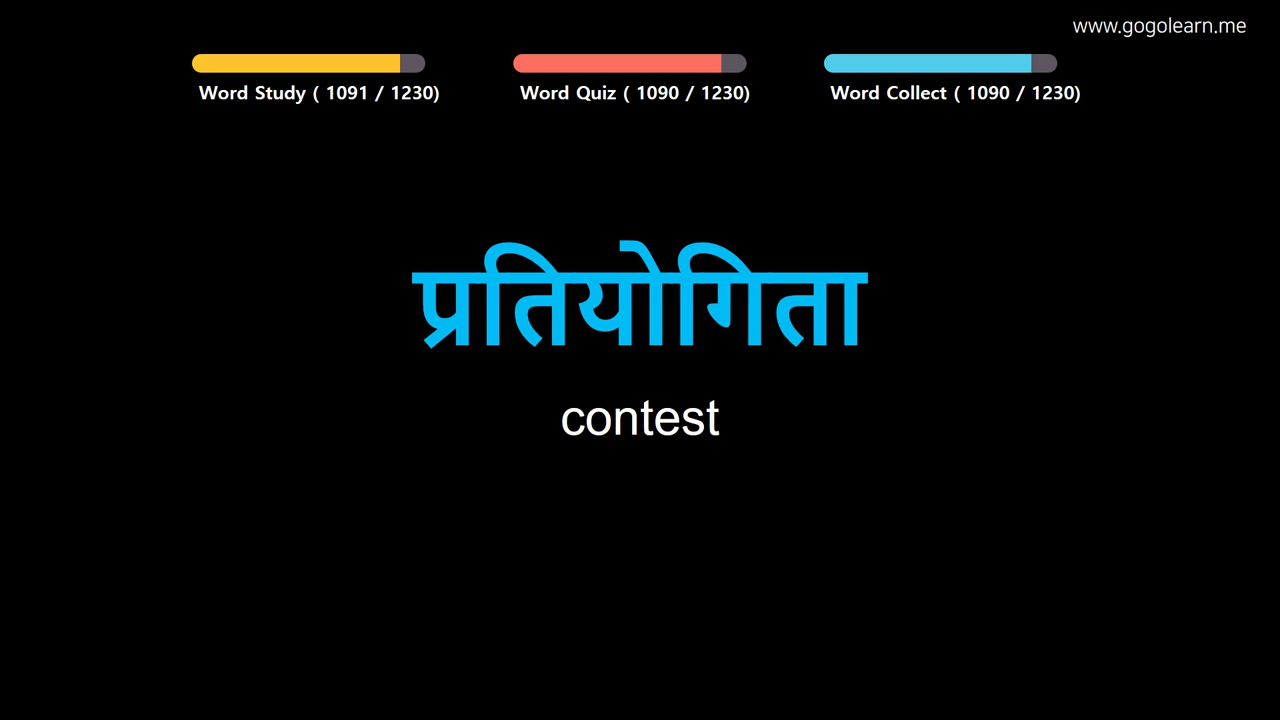 www.gogolearn.me
Word Study ( 1091 / 1230)
Word Quiz ( 1090 / 1230)
Word Collect ( 1090 / 1230)
प्रतियोगिता
contest